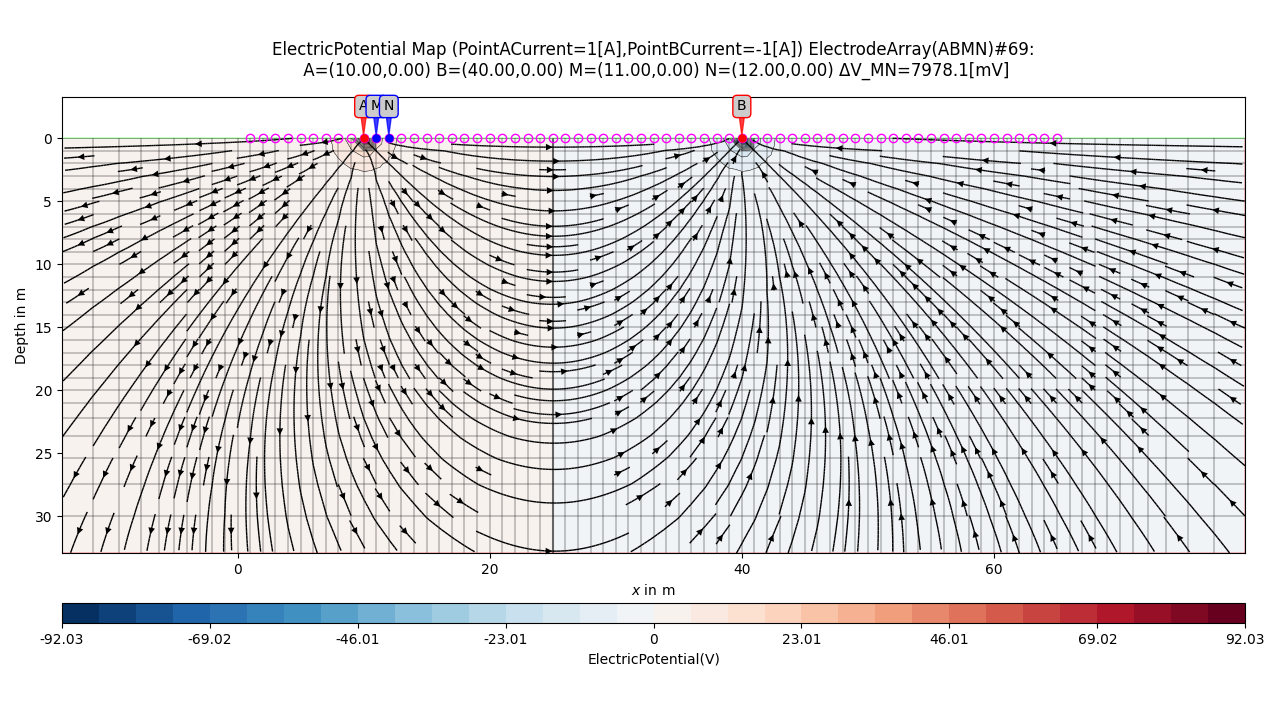 ElectricPotential Map (PointACurrent=1[A],PointBCurrent=-1[A]) ElectrodeArray(ABMN)#69:
A=(10.00,0.00) B=(40.00,0.00) M=(11.00,0.00) N=(12.00,0.00) ΔV_MN=7978.1[mV]
A M N B
0
5
10
15
20
25
30
Depth in m
0 20 40 60
x in m
-92.03 -69.02 -46.01 -23.01 0 23.01 46.01 69.02 92.03
ElectricPotential(V)